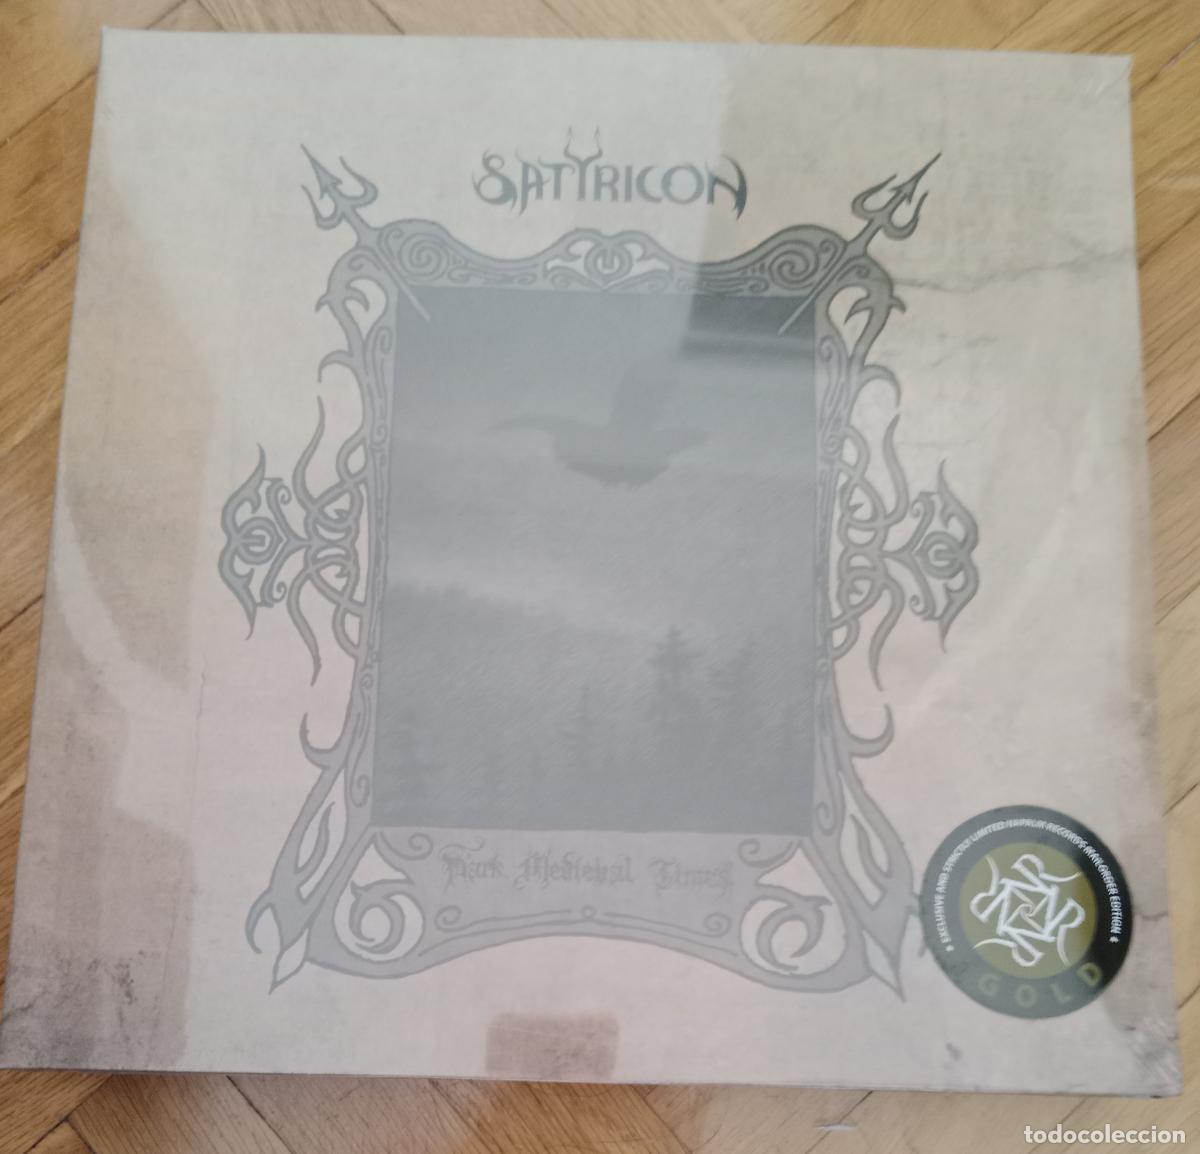 SATYRICON
Dark Medieval Times
★ EXCLUSIVE AND STRICTLY LIMITED NAPALM RECORDS MAILORDER EDITION ★
GOLD
todocoleccion